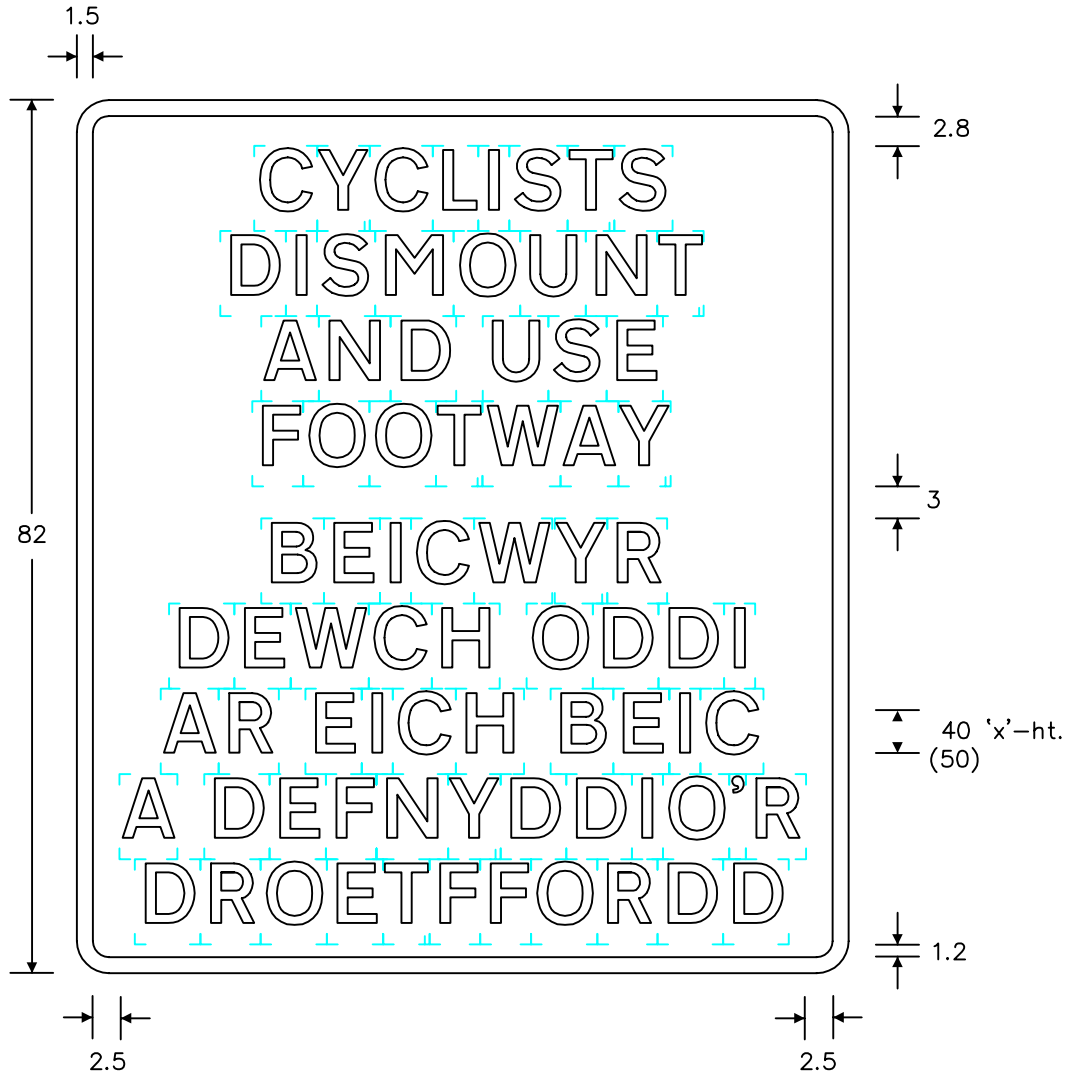 1.5
2.8
CYCLISTS
DISMOUNT
AND USE
FOOTWAY
3
82
BEICWYR
DEWCH ODDI
AR EICH BEIC
40 ‘x’-ht.
(50)
A DEFNYDDIO’R
DROETFFORDD
1.2
2.5
2.5